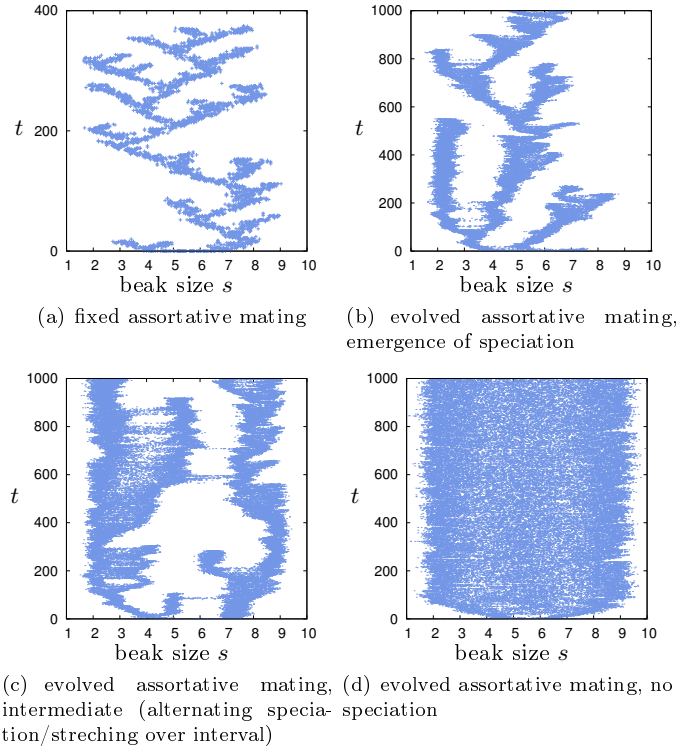 400
200
0
t
1 2 3 4 5 6 7 8 9 10
beak size s
(a) fixed assortative mating
1000
800
600
400
200
0
t
1 2 3 4 5 6 7 8 9 10
beak size s
(b) evolved assortative mating,
emergence of speciation
1000
800
600
400
200
0
t
1 2 3 4 5 6 7 8 9 10
beak size s
(c) evolved assortative mating,
intermediate (alternating specia-
tion/streching over interval)
1000
800
600
400
200
0
t
1 2 3 4 5 6 7 8 9 10
beak size s
(d) evolved assortative mating, no
speciation